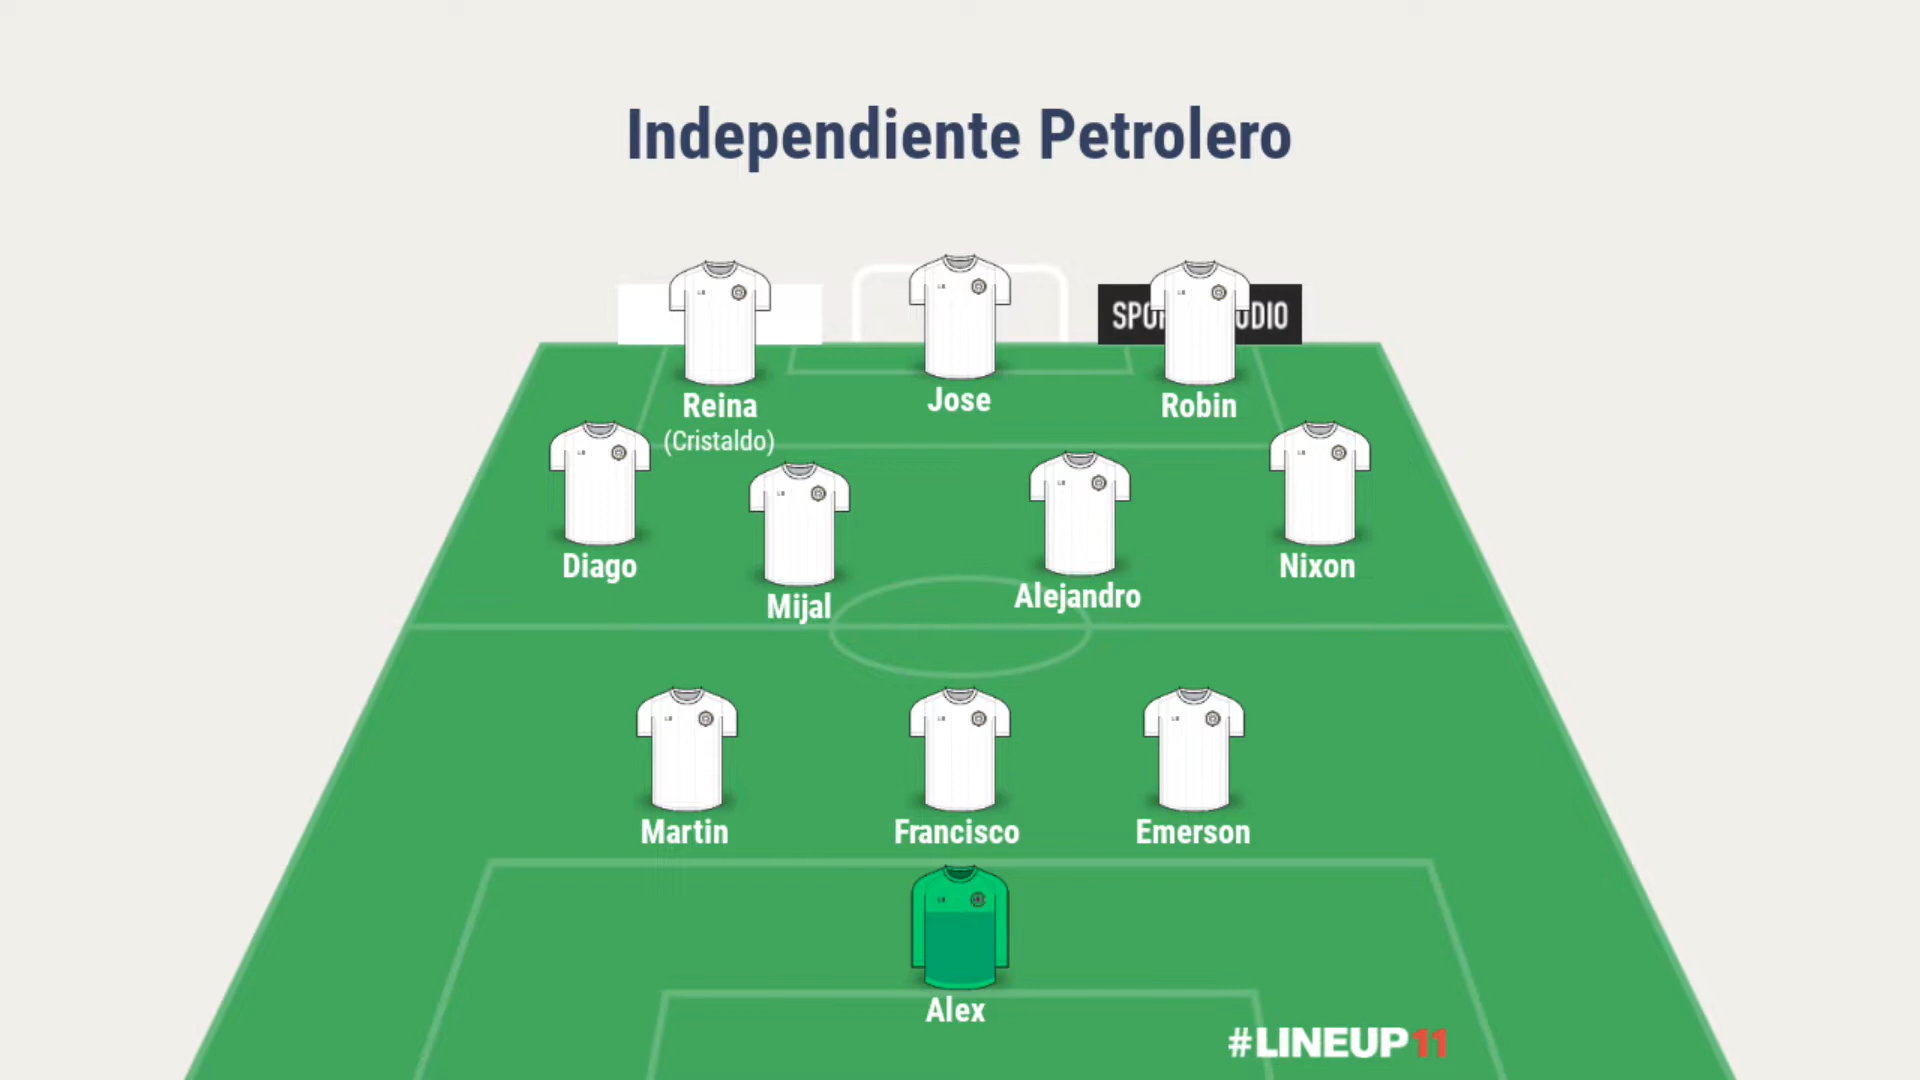 Independiente Petrolero
Reina
(Cristaldo)
Jose
Robin
Diago
Mijal
Alejandro
Nixon
Martin
Francisco
Emerson
Alex
#LINEUP11